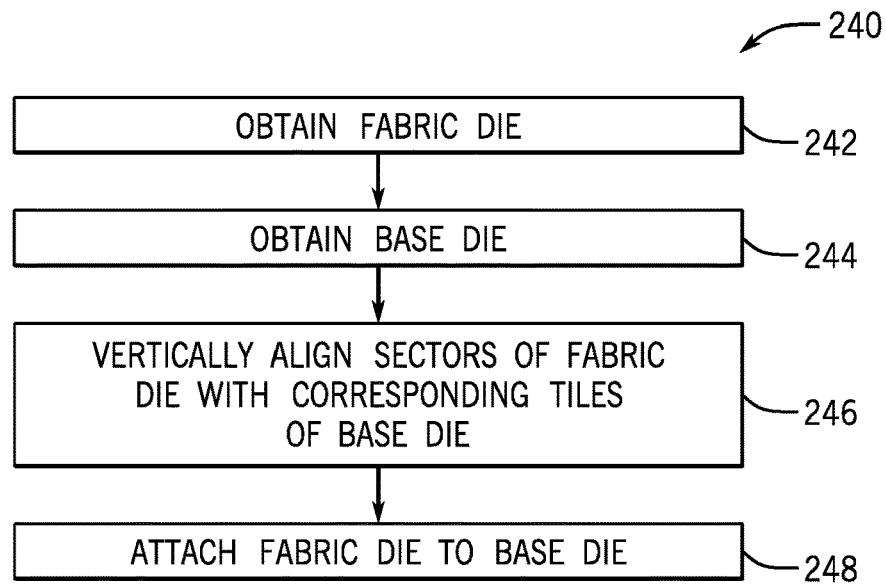 240
OBTAIN FABRIC DIE
242
OBTAIN BASE DIE
244
VERTICALLY ALIGN SECTORS OF FABRIC
DIE WITH CORRESPONDING TILES
OF BASE DIE
246
ATTACH FABRIC DIE TO BASE DIE
248